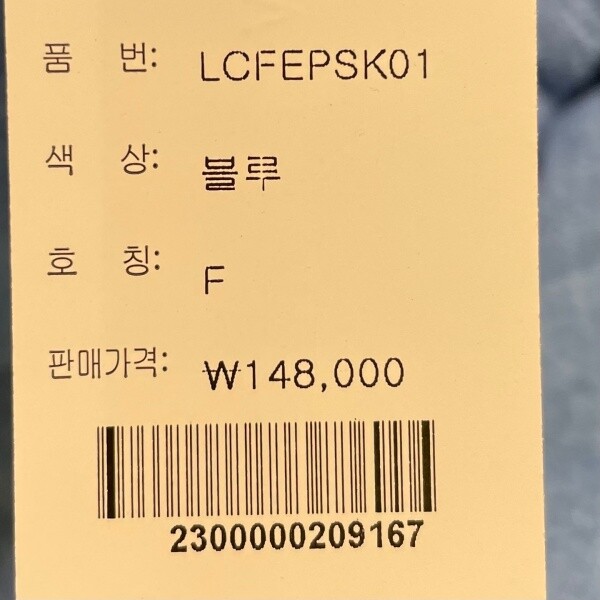 품 번: LCFEPSK01
색 상: 블루
호 칭: F
판매가격: ₩148,000
2300000209167